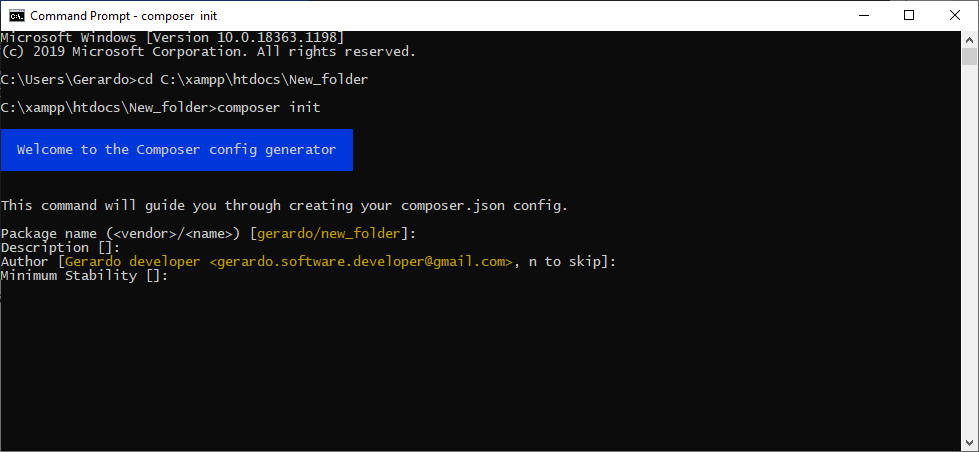 Command Prompt - composer init
Microsoft Windows [Version 10.0.18363.1198]
(c) 2019 Microsoft Corporation. All rights reserved.
C:\Users\Gerardo>cd C:\xampp\htdocs\New_folder
C:\xampp\htdocs\New_folder>composer init
Welcome to the Composer config generator
This command will guide you through creating your composer.json config.
Package name (<vendor>/<name>) [gerardo/new_folder]:
Description []:
Author [Gerardo developer <gerardo.software.developer@gmail.com>, n to skip]:
Minimum Stability []: